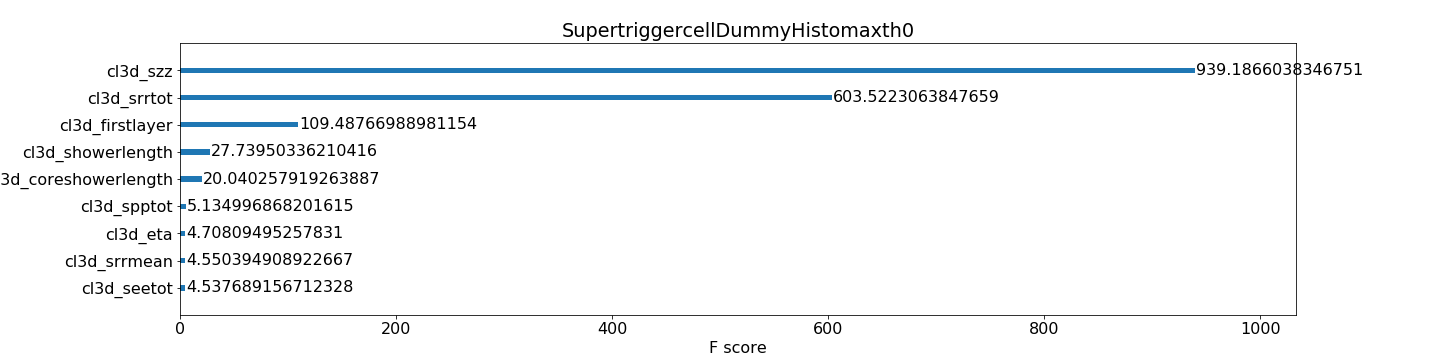 SupertriggercellDummyHistomaxth0
cl3d_szz 939.1866038346751
cl3d_srrtot 603.5223063847659
cl3d_firstlayer 109.48766988981154
cl3d_showerlength 27.73950336210416
3d_coreshowerlength 20.040257919263887
cl3d_spptot 5.134996868201615
cl3d_eta 4.70809495257831
cl3d_srrmean 4.550394908922667
cl3d_seetot 4.537689156712328
0 200 400 600 800 1000
F score